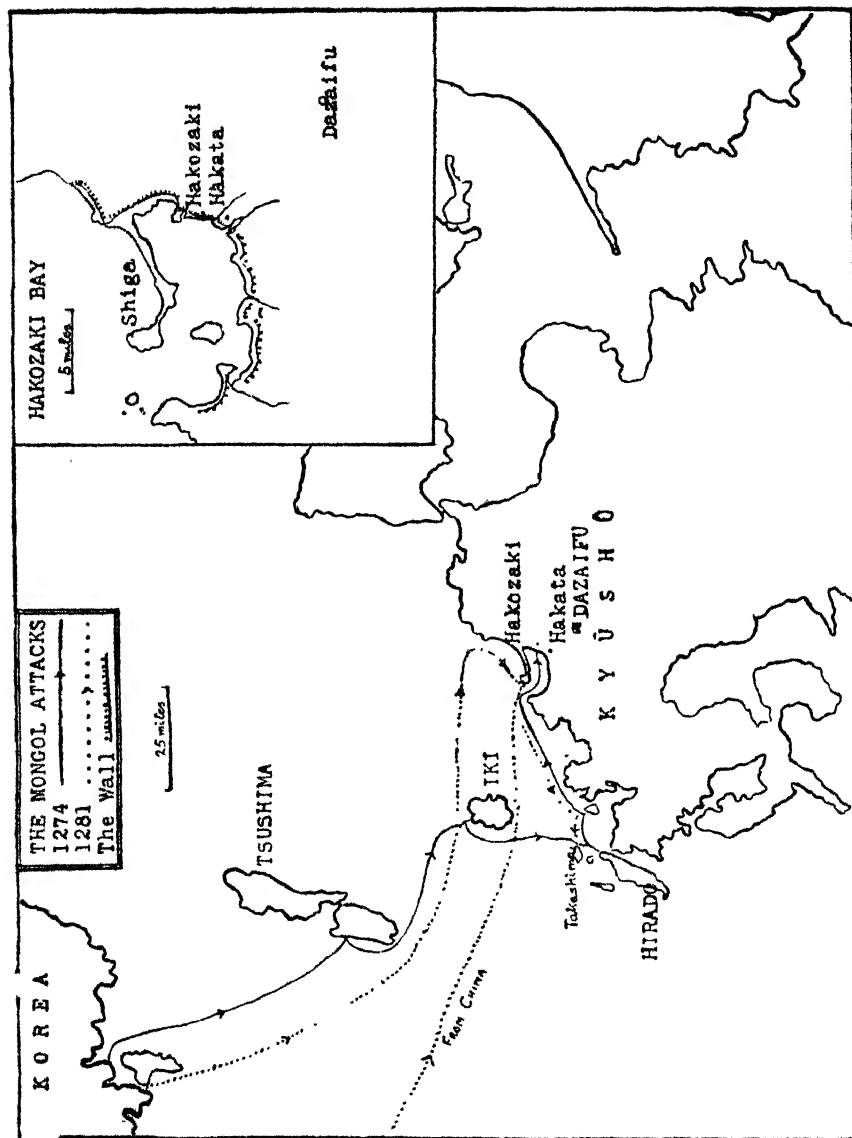 THE MONGOL ATTACKS
1274
1281
The Wall
25 miles
KOREA
TSUSHIMA
IKI
Takashima
HIRADO
FROM CHINA
Hakozaki
Hakata
DAZAIFU
KYŪSHO
HAKOZAKI BAY
5 miles
Shiga
Hakozaki
Hakata
Dazaifu